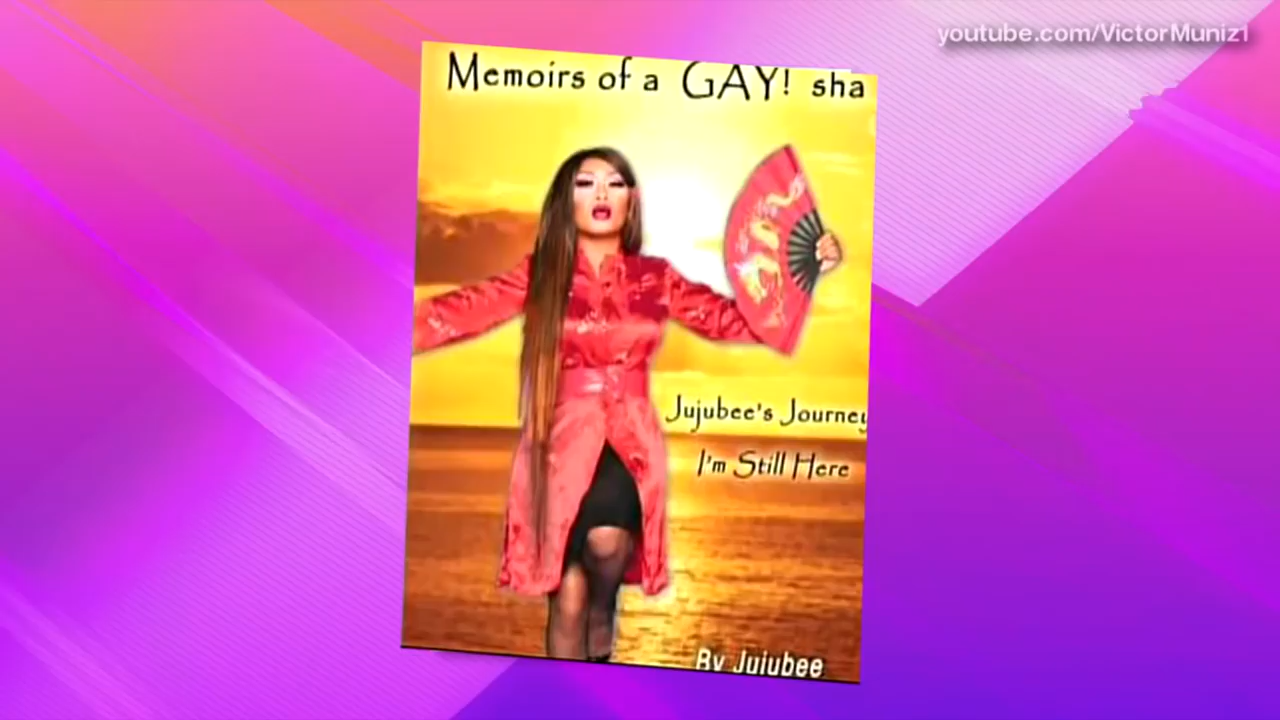 youtube.com/VictorMuniz1
Memoirs of a GAY! sha
Jujubee's Journey
I'm Still Here
By Jujubee